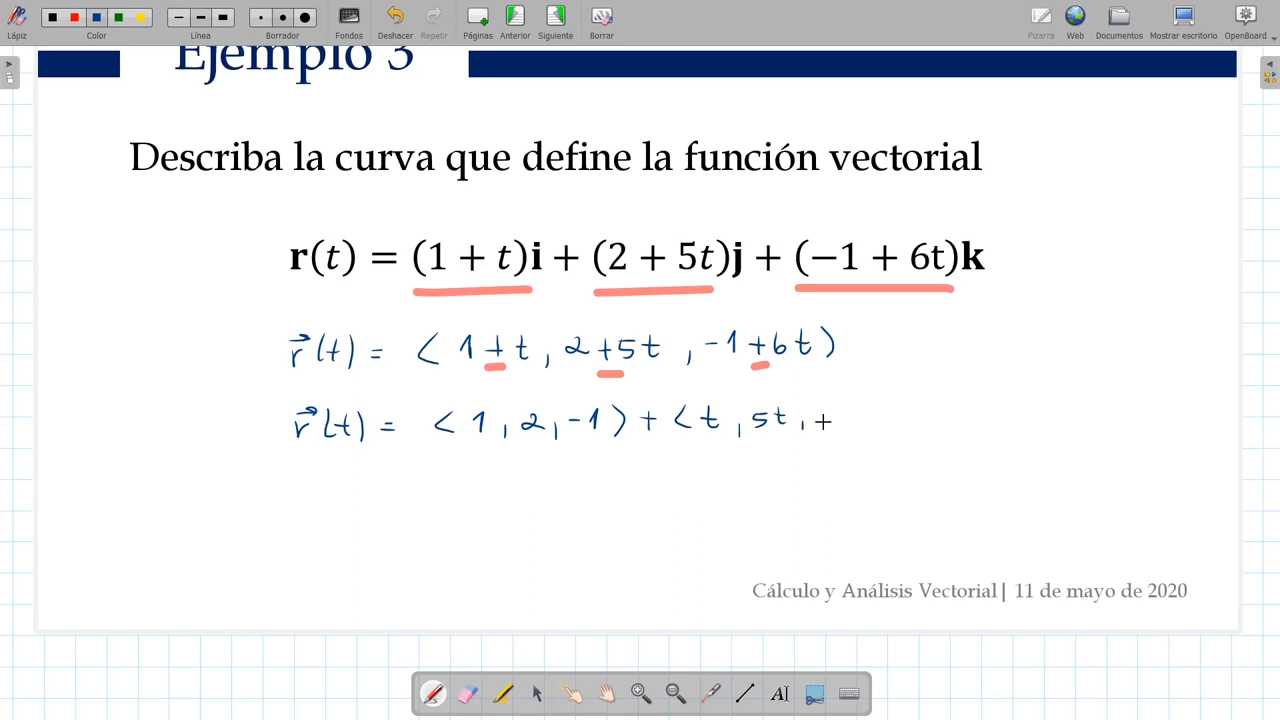 Lápiz Color Línea Borrador Fondos Deshacer Repetir Páginas Anterior Siguiente Borrar Pizarra Web Documentos Mostrar escritorio OpenBoard
Ejemplo 3
Describa la curva que define la función vectorial
r(t) = (1 + t)i + (2 + 5t)j + (−1 + 6t)k
r⃗(t) = ⟨ 1+t , 2+5t , -1+6t ⟩
r⃗(t) = ⟨ 1 , 2 , -1 ⟩ + ⟨ t , 5t ,
Cálculo y Análisis Vectorial| 11 de mayo de 2020
AI